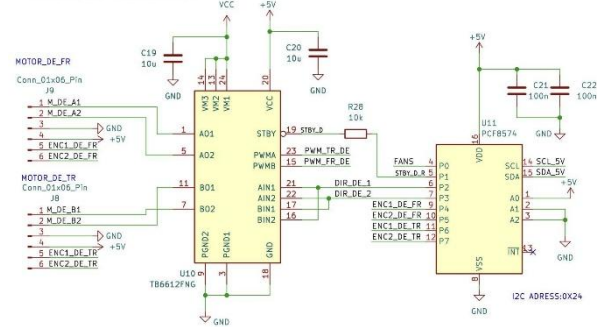 VCC
+5V
C19
10u
GND
C20
10u
GND
MOTOR_DE_FR
Conn_01x06_Pin
J9
1 M_DE_A1
2 M_DE_A2
3 GND
4 +5V
5 ENC1_DE_FR
6 ENC2_DE_FR
MOTOR_DE_TR
Conn_01x06_Pin
J8
1 M_DE_B1
2 M_DE_B2
3 GND
4 +5V
5 ENC1_DE_TR
6 ENC2_DE_TR
14 13 24 20
VM3 VM2 VM1 VCC
1 AO1
5 AO2
11 BO1
7 BO2
STBY 19 STBY_D
PWMA 23 PWM_TR_DE
PWMB 15 PWM_FR_DE
AIN1 21 DIR_DE_1
AIN2 22 DIR_DE_2
BIN1 17
BIN2 16
PGND2 PGND1 GND
9 3 18
U10
TB6612FNG
GND
R28
10k
+5V
C21
100n
C22
100n
GND
U11
PCF8574
16
VDD
FANS 4 P0
STBY_D_R 5 P1
6 P2
7 P3
ENC1_DE_FR 9 P4
ENC2_DE_FR 10 P5
ENC1_DE_TR 11 P6
ENC2_DE_TR 12 P7
SCL 14 SCL_5V
SDA 15 SDA_5V
+5V
A0 1
A1 2
A2 3
INT 13
GND
VSS
8
GND
I2C ADRESS:0X24